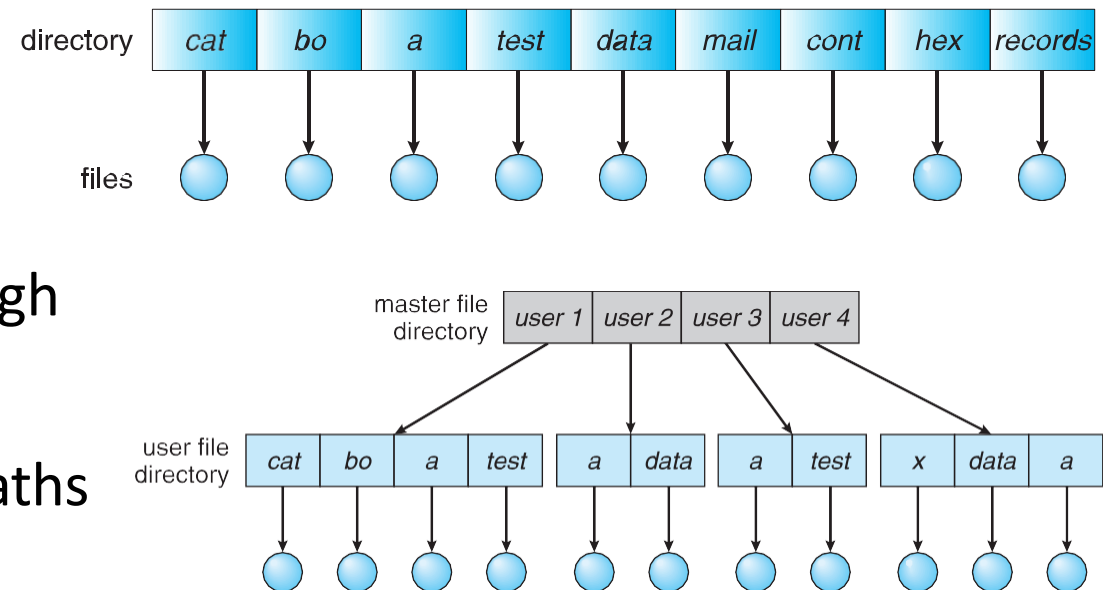 directory cat bo a test data mail cont hex records
files
gh
master file
directory
user 1 user 2 user 3 user 4
user file
directory
cat bo a test a data a test x data a
aths